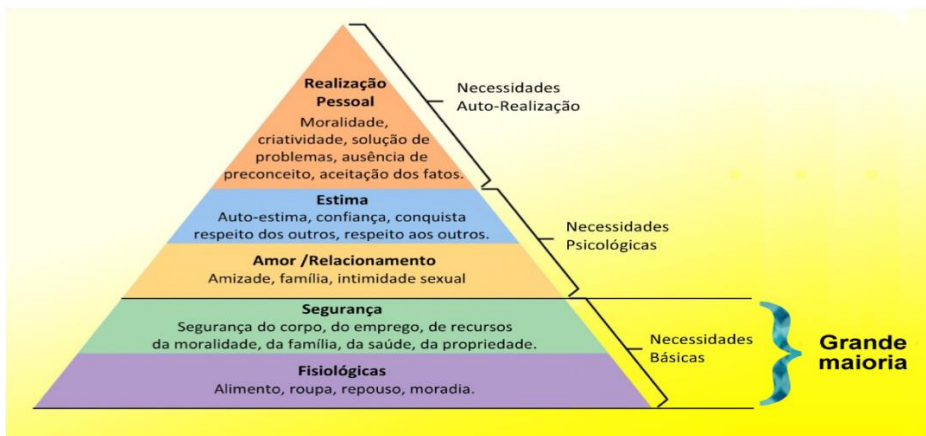 Realização
Pessoal
Moralidade,
criatividade, solução de
problemas, ausência de
preconceito, aceitação dos fatos.
Necessidades
Auto-Realização
Estima
Auto-estima, confiança, conquista
respeito dos outros, respeito aos outros.
Necessidades
Psicológicas
Amor /Relacionamento
Amizade, família, intimidade sexual
Segurança
Segurança do corpo, do emprego, de recursos
da moralidade, da família, da saúde, da propriedade.
Necessidades
Básicas
Grande
maioria
Fisiológicas
Alimento, roupa, repouso, moradia.